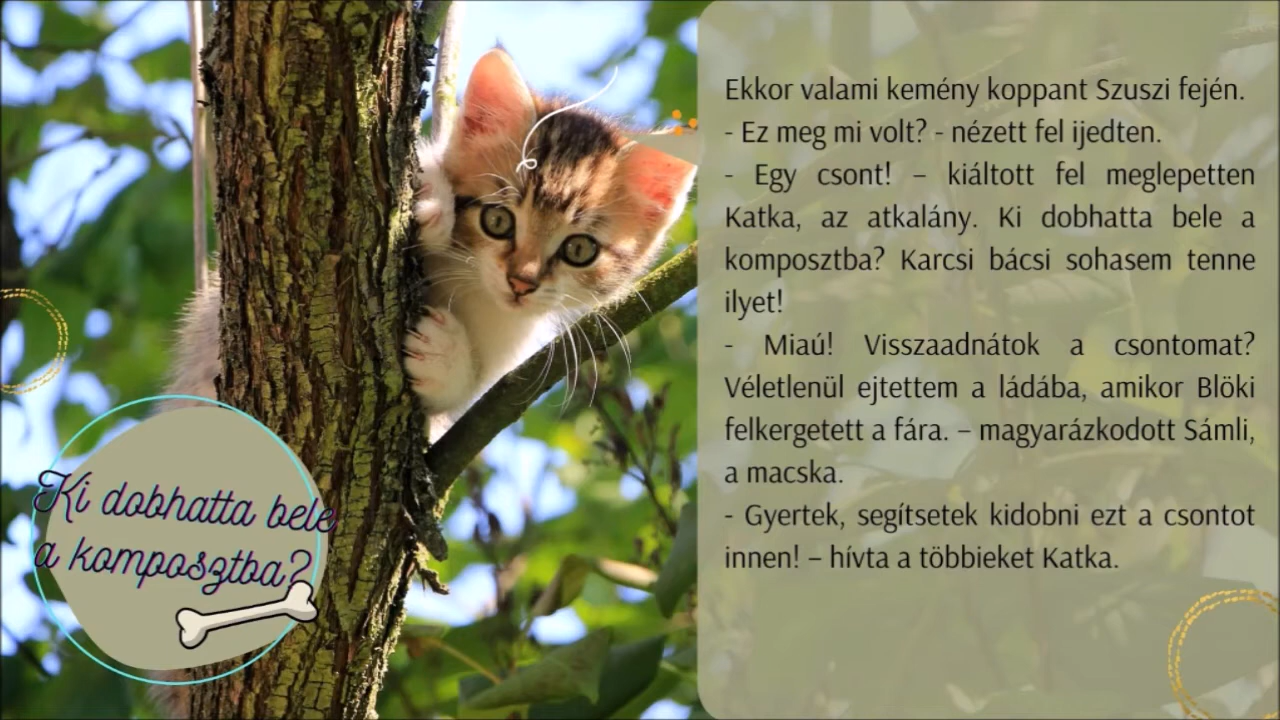 Ekkor valami kemény koppant Szuszi fején.
- Ez meg mi volt? - nézett fel ijedten.
- Egy csont! – kiáltott fel meglepetten
Katka, az atkalány. Ki dobhatta bele a
komposztba? Karcsi bácsi sohasem tenne
ilyet!
- Miaú! Visszaadnátok a csontomat?
Véletlenül ejtettem a ládába, amikor Blöki
felkergetett a fára. – magyarázkodott Sámli,
a macska.
- Gyertek, segítsetek kidobni ezt a csontot
innen! – hívta a többieket Katka.
Ki dobhatta bele
a komposztba?